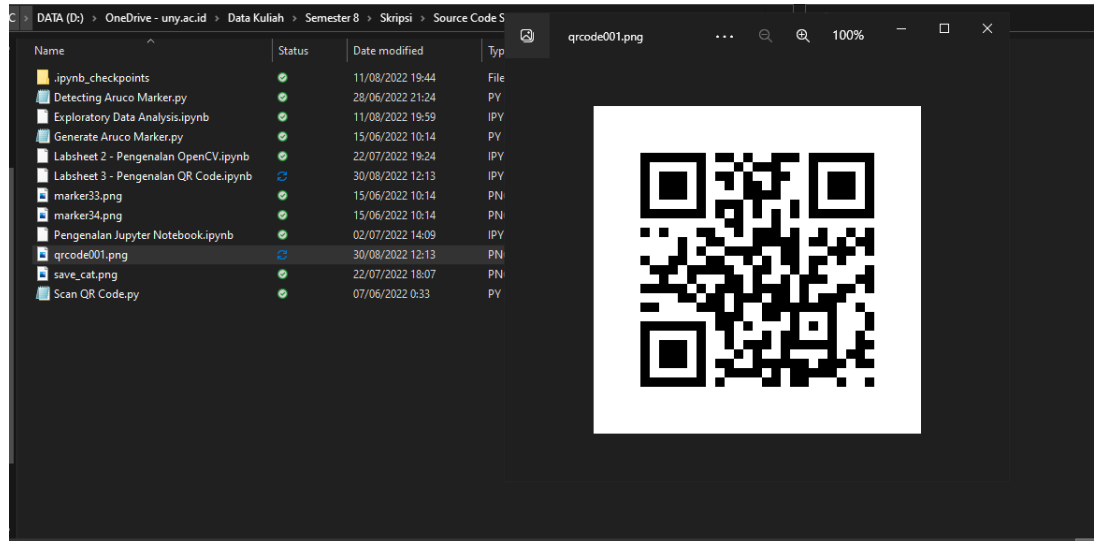 C > DATA (D:) > OneDrive - uny.ac.id > Data Kuliah > Semester 8 > Skripsi > Source Code S
Name Status Date modified Typ
.ipynb_checkpoints 11/08/2022 19:44 File
Detecting Aruco Marker.py 28/06/2022 21:24 PY
Exploratory Data Analysis.ipynb 11/08/2022 19:59 IPY
Generate Aruco Marker.py 15/06/2022 10:14 PY
Labsheet 2 - Pengenalan OpenCV.ipynb 22/07/2022 19:24 IPY
Labsheet 3 - Pengenalan QR Code.ipynb 30/08/2022 12:13 IPY
marker33.png 15/06/2022 10:14 PN
marker34.png 15/06/2022 10:14 PN
Pengenalan Jupyter Notebook.ipynb 02/07/2022 14:09 IPY
qrcode001.png 30/08/2022 12:13 PN
save_cat.png 22/07/2022 18:07 PN
Scan QR Code.py 07/06/2022 0:33 PY
qrcode001.png ... 100%